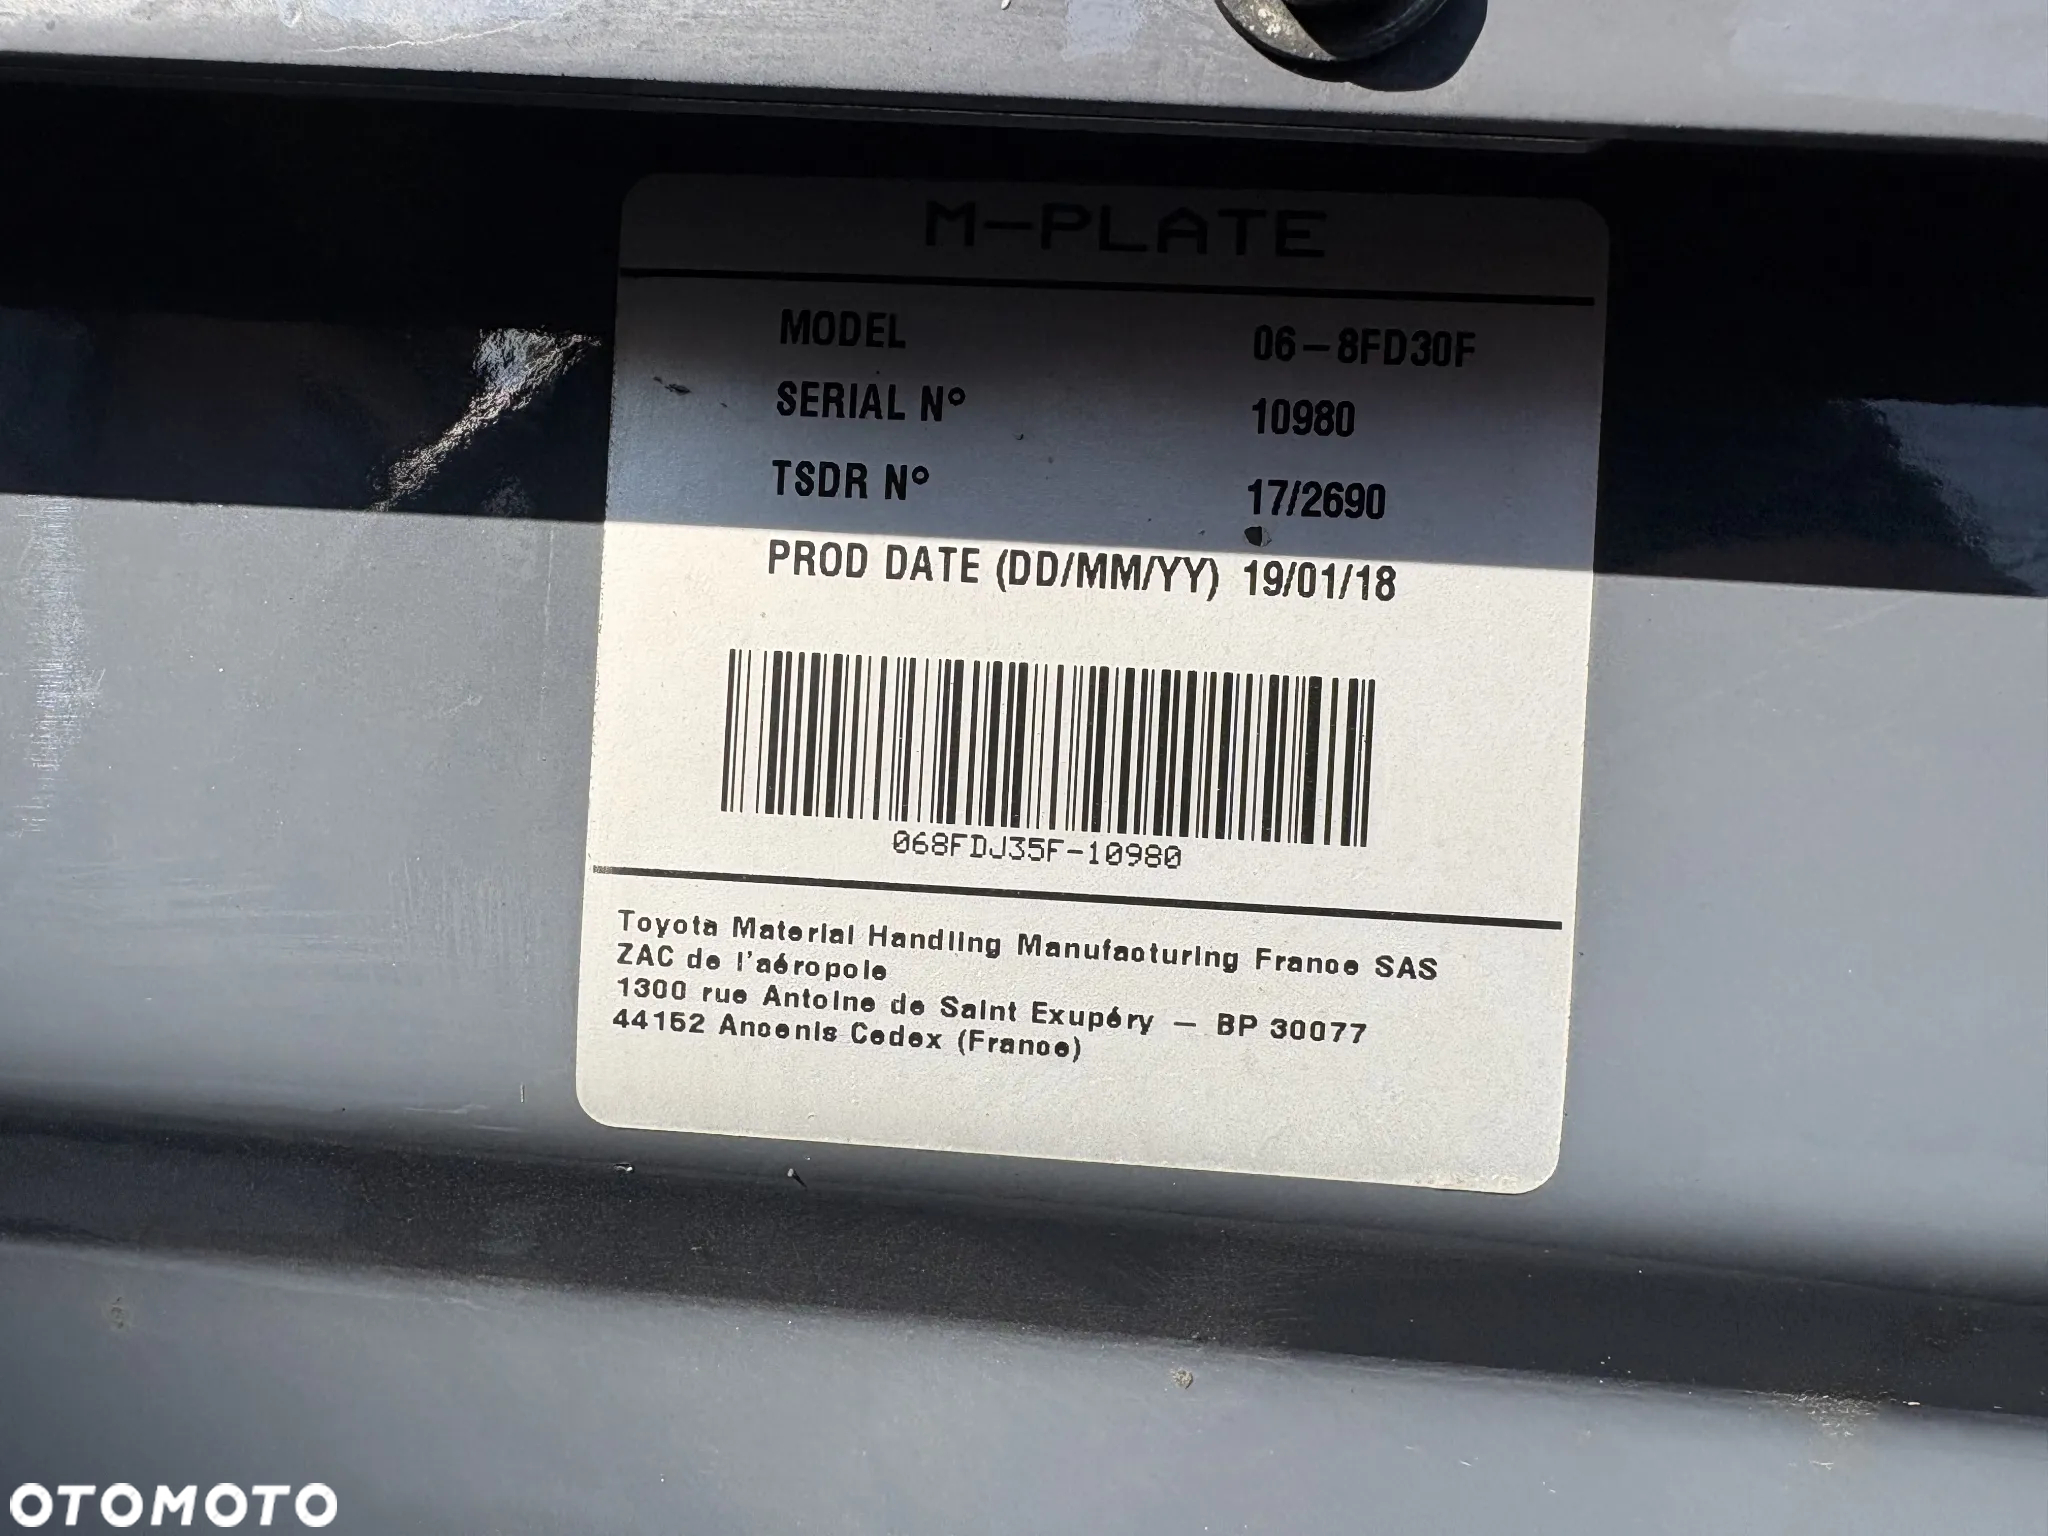 M-PLATE
MODEL 06-8FD30F
SERIAL N° 10980
TSDR N° 17/2690
PROD DATE (DD/MM/YY) 19/01/18
068FDJ35F-10980
Toyota Material Handling Manufacturing France SAS
ZAC de l'aéropole
1300 rue Antoine de Saint Exupéry – BP 30077
44152 Ancenis Cedex (France)
OTOMOTO